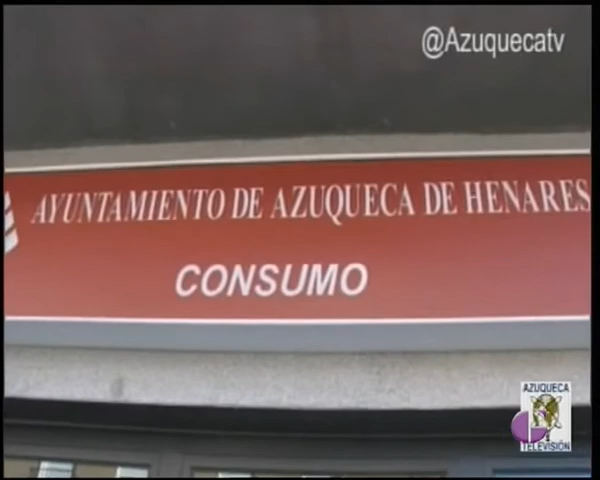 @Azuquecatv
AYUNTAMIENTO DE AZUQUECA DE HENARES
CONSUMO
AZUQUECA
TELEVISIÓN